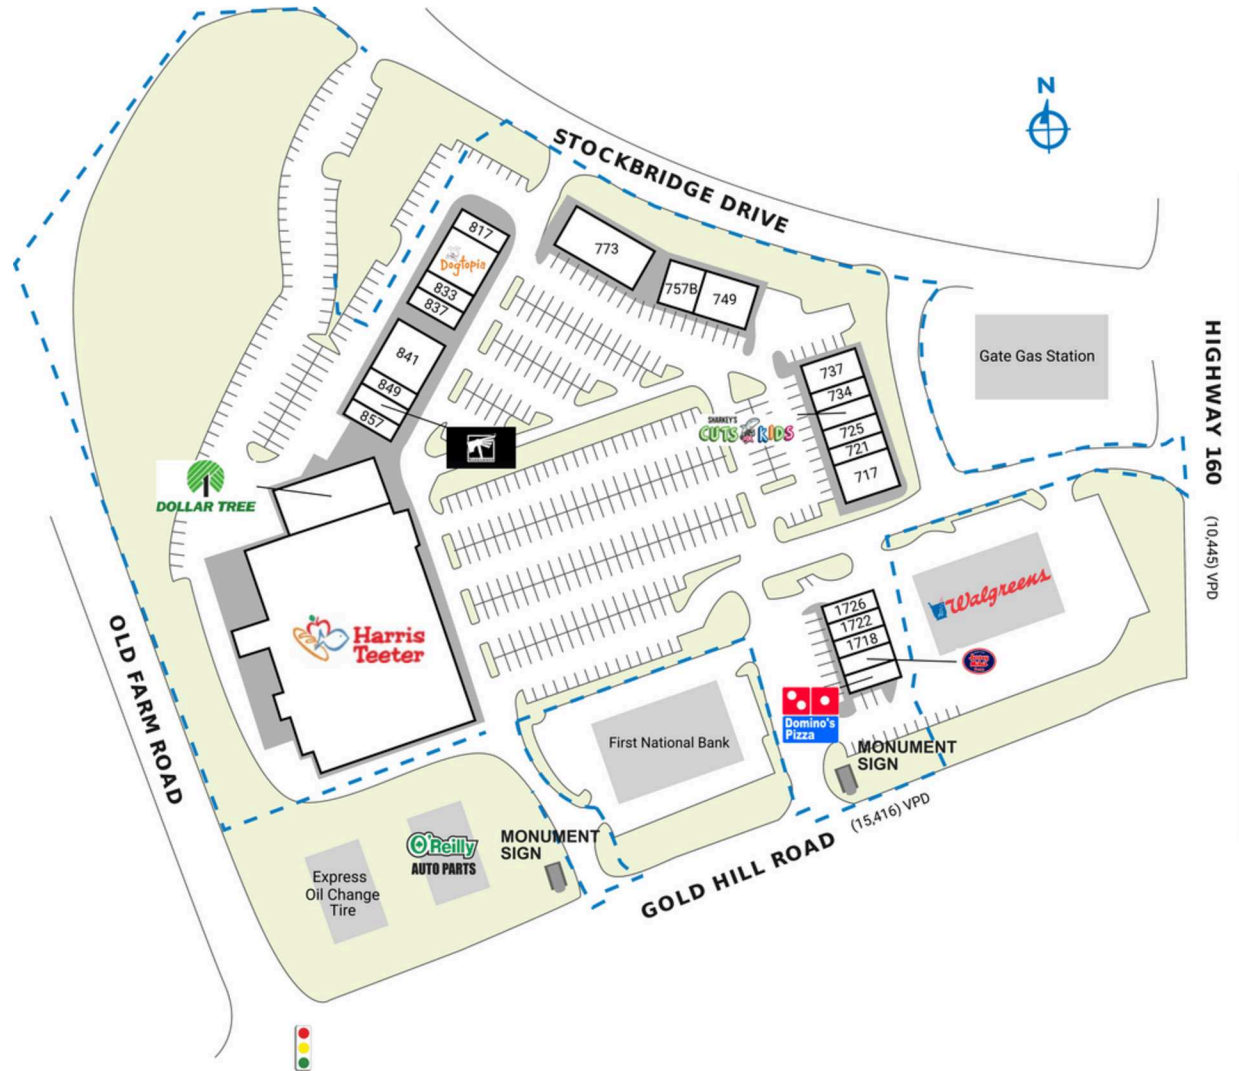 N
STOCKBRIDGE DRIVE
817
773
Dogtopia
757B
749
833
837
Gate Gas Station
HIGHWAY 160
(10,445) VPD
841
737
849
734
857
SHARKEY'S
CUTS KIDS
725
721
717
DOLLAR TREE
Walgreens
1726
1722
1718
Harris
Teeter
OLD FARM ROAD
Domino's
Pizza
First National Bank
MONUMENT
SIGN
(15,416) VPD
GOLD HILL ROAD
O'Reilly
AUTO PARTS
MONUMENT
SIGN
Express
Oil Change
Tire